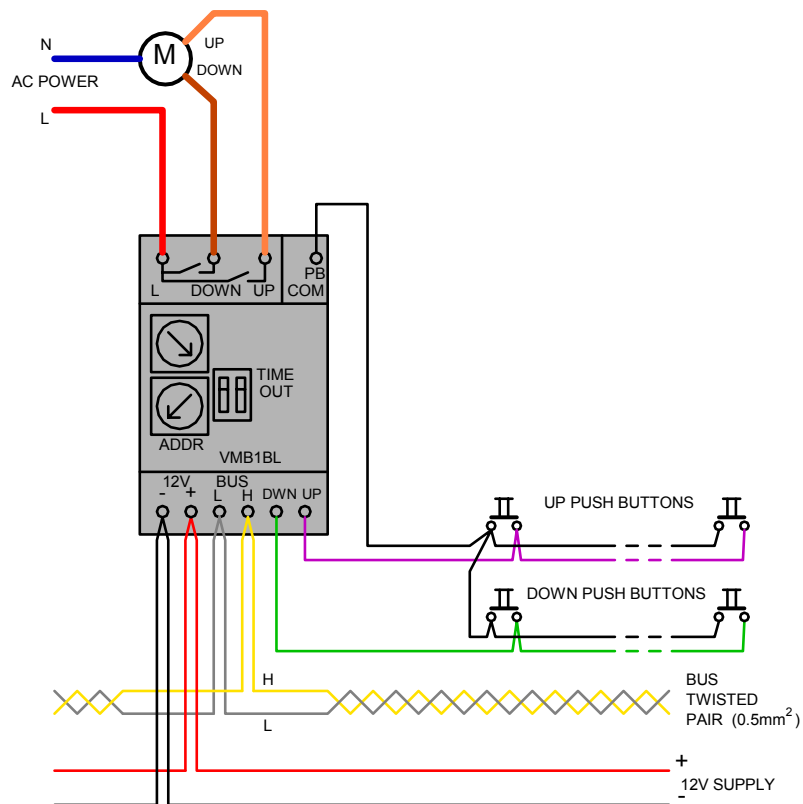 N
M
UP
DOWN
AC POWER
L
L DOWN UP
PB
COM
TIME
OUT
ADDR
VMB1BL
12V BUS
- + L H DWN UP
UP PUSH BUTTONS
DOWN PUSH BUTTONS
H
L
BUS
TWISTED
PAIR (0.5mm²)
+
12V SUPPLY
-